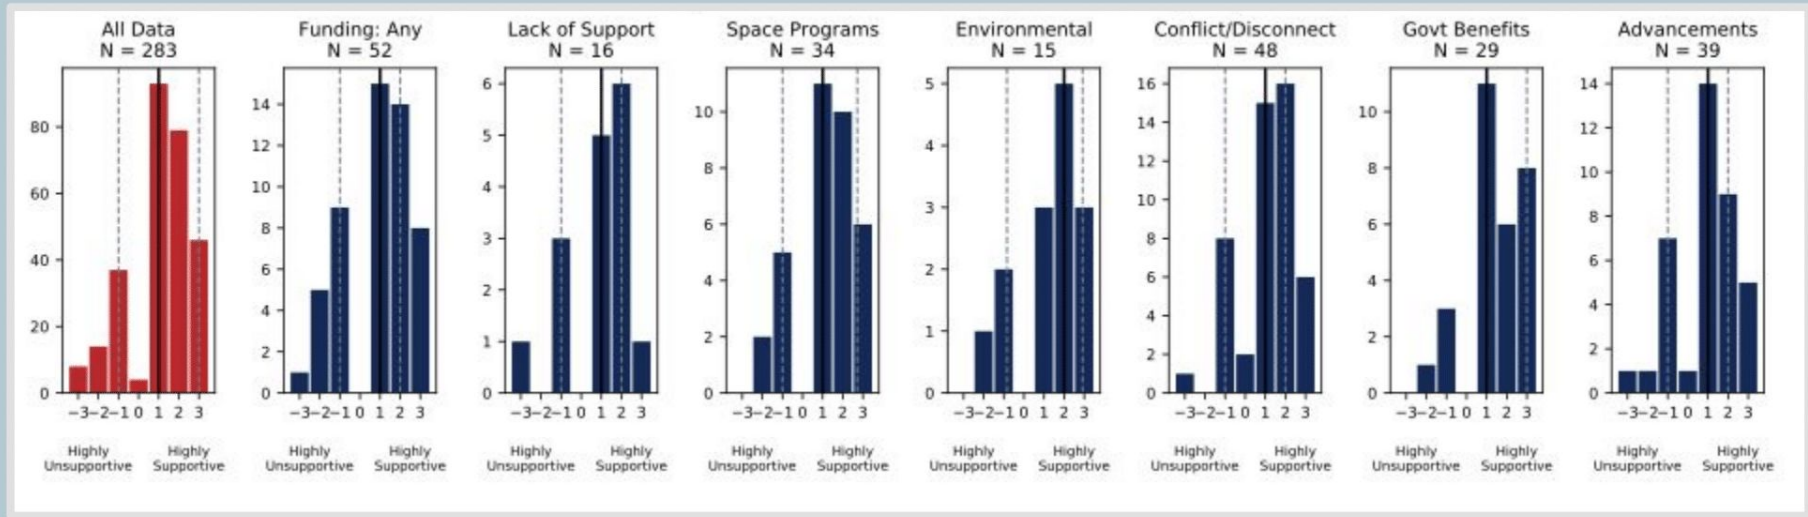 All Data
N = 283
80
60
40
20
0
−3−2−1 0 1 2 3
Highly Unsupportive
Highly Supportive
Funding: Any
N = 52
14
12
10
8
6
4
2
0
−3−2−1 0 1 2 3
Highly Unsupportive
Highly Supportive
Lack of Support
N = 16
6
5
4
3
2
1
0
−3−2−1 0 1 2 3
Highly Unsupportive
Highly Supportive
Space Programs
N = 34
10
8
6
4
2
0
−3−2−1 0 1 2 3
Highly Unsupportive
Highly Supportive
Environmental
N = 15
5
4
3
2
1
0
−3−2−1 0 1 2 3
Highly Unsupportive
Highly Supportive
Conflict/Disconnect
N = 48
16
14
12
10
8
6
4
2
0
−3−2−1 0 1 2 3
Highly Unsupportive
Highly Supportive
Govt Benefits
N = 29
10
8
6
4
2
0
−3−2−1 0 1 2 3
Highly Unsupportive
Highly Supportive
Advancements
N = 39
14
12
10
8
6
4
2
0
−3−2−1 0 1 2 3
Highly Unsupportive
Highly Supportive